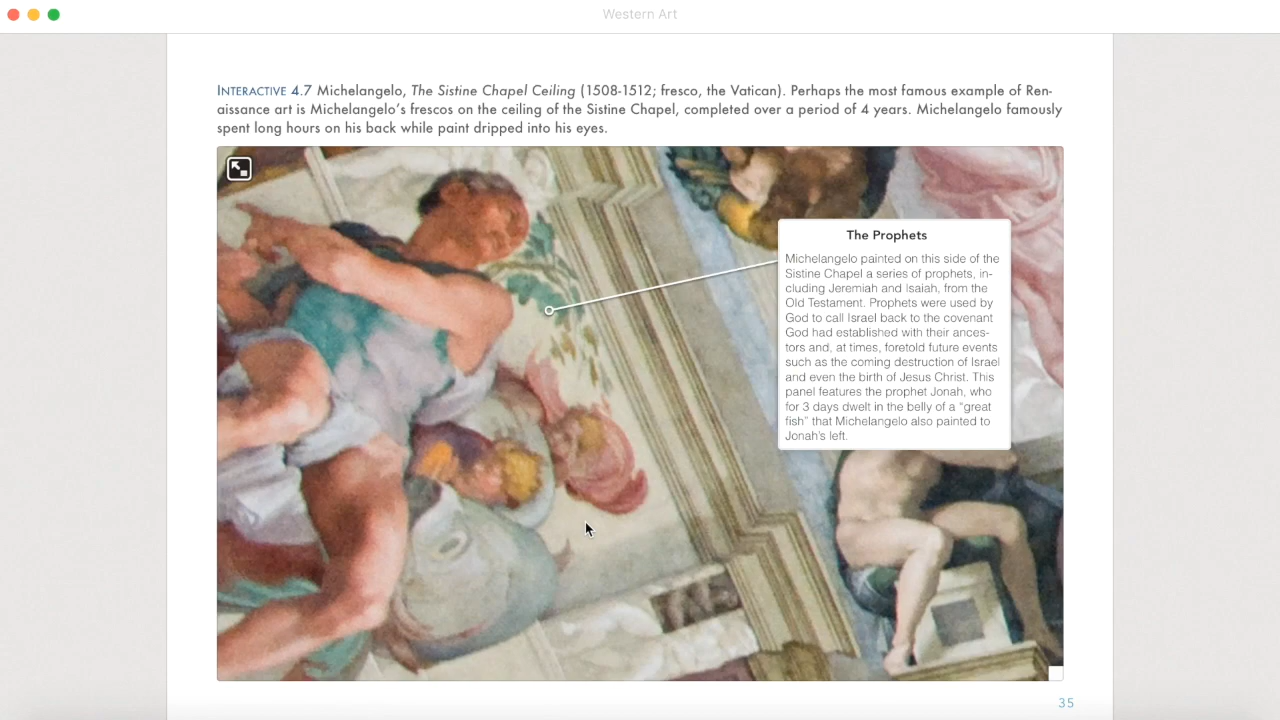 Western Art
INTERACTIVE 4.7 Michelangelo, The Sistine Chapel Ceiling (1508-1512; fresco, the Vatican). Perhaps the most famous example of Ren-
aissance art is Michelangelo's frescos on the ceiling of the Sistine Chapel, completed over a period of 4 years. Michelangelo famously
spent long hours on his back while paint dripped into his eyes.
The Prophets
Michelangelo painted on this side of the
Sistine Chapel a series of prophets, in-
cluding Jeremiah and Isaiah, from the
Old Testament. Prophets were used by
God to call Israel back to the covenant
God had established with their ances-
tors and, at times, foretold future events
such as the coming destruction of Israel
and even the birth of Jesus Christ. This
panel features the prophet Jonah, who
for 3 days dwelt in the belly of a “great
fish” that Michelangelo also painted to
Jonah's left.
35